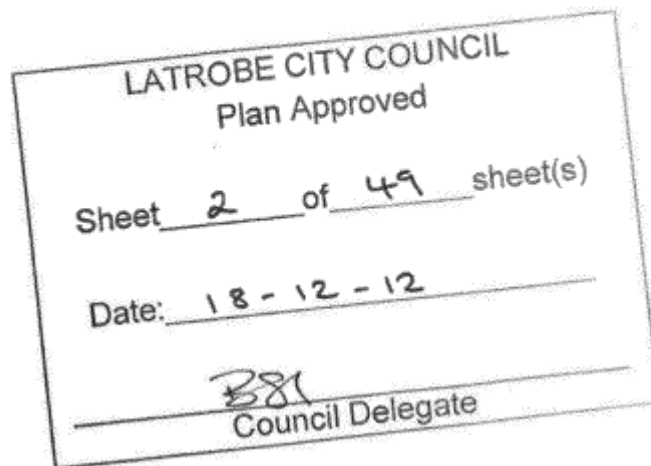 LATROBE CITY COUNCIL
Plan Approved
Sheet 2 of 49 sheet(s)
Date: 18-12-12
Council Delegate